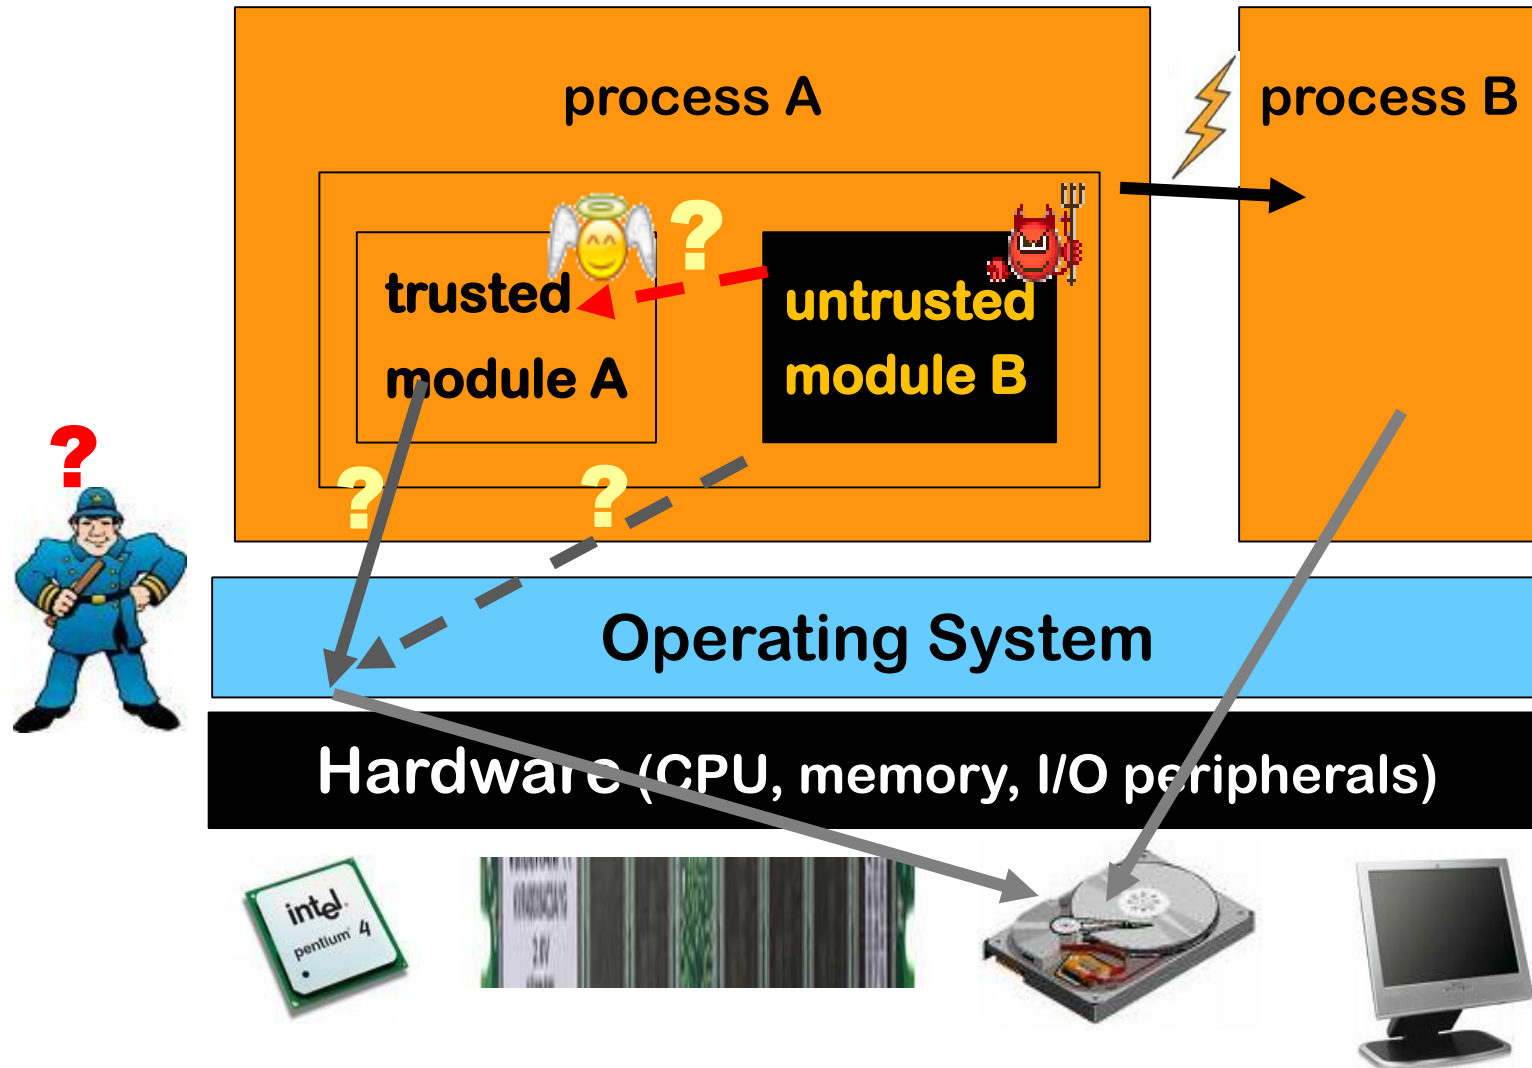 process A
process B
?
trusted
module A
untrusted
module B
?
?
?
Operating System
Hardware (CPU, memory, I/O peripherals)
intel
pentium 4